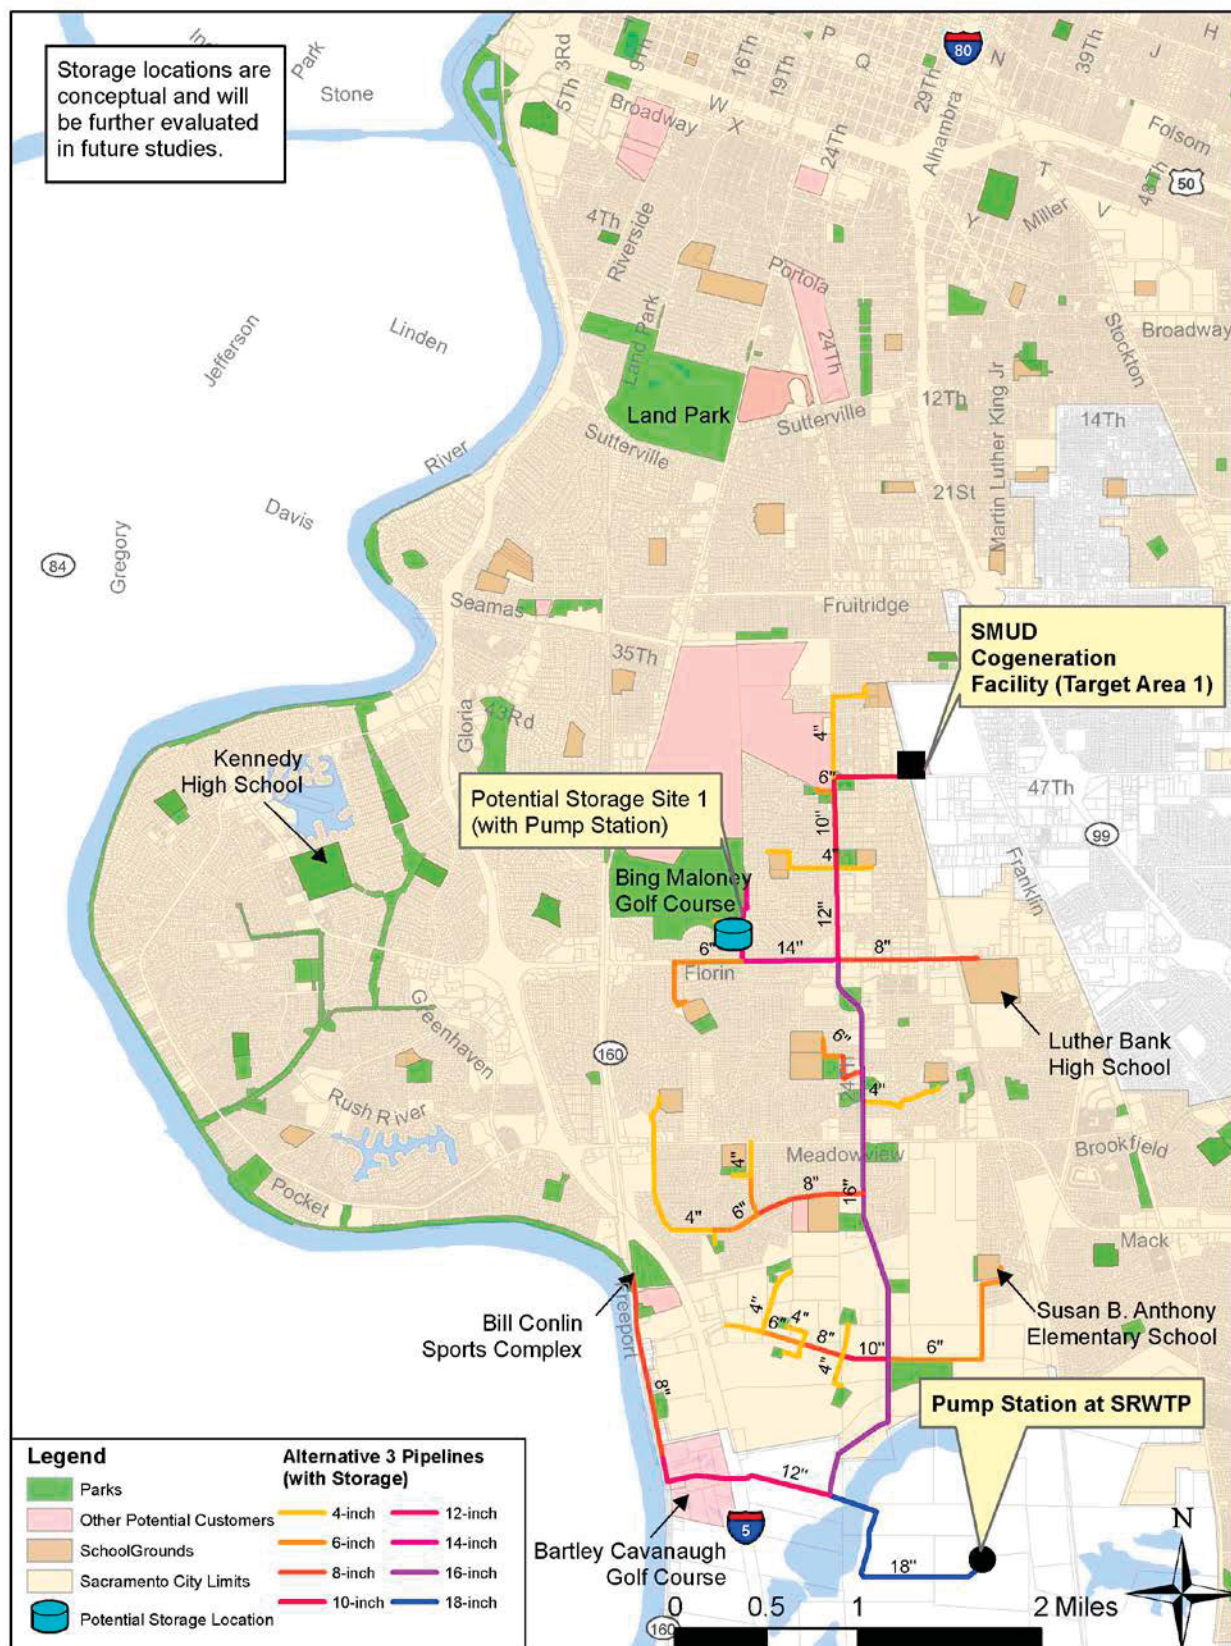 Storage locations are
conceptual and will
be further evaluated
in future studies.
Park
Stone
3Rd
5Th
9Th
16Th
19Th
P
Q
N
J
H
80
39Th
29Th
Broadway
W
X
24Th
Alhambra
Folsom
T
48Th
50
Miller
Y
V
4Th
Riverside
Portola
Stockton
Broadway
Jefferson
Linden
Land Park
24Th
Martin Luther King Jr
12Th
14Th
Land Park
Sutterville
Sutterville
River
21St
Davis
Gregory
84
Seamas
Fruitridge
SMUD
Cogeneration
Facility (Target Area 1)
35Th
43Rd
Gloria
4"
Kennedy
High School
6"
47Th
Potential Storage Site 1
(with Pump Station)
10"
99
4"
Franklin
Bing Maloney
Golf Course
12"
6"
14"
8"
Florin
Greenhaven
Luther Bank
High School
160
6"
24Th
4"
Rush River
Brookfield
Meadowview
4"
8"
16"
Pocket
4"
6"
Mack
Bill Conlin
Sports Complex
Freeport
4"
4"
6"
8"
4"
10"
6"
Susan B. Anthony
Elementary School
8"
Pump Station at SRWTP
12"
Bartley Cavanaugh
Golf Course
5
18"
N
0
0.5
1
2 Miles
160
Legend
Parks
Other Potential Customers
SchoolGrounds
Sacramento City Limits
Potential Storage Location
Alternative 3 Pipelines
(with Storage)
4-inch
12-inch
6-inch
14-inch
8-inch
16-inch
10-inch
18-inch